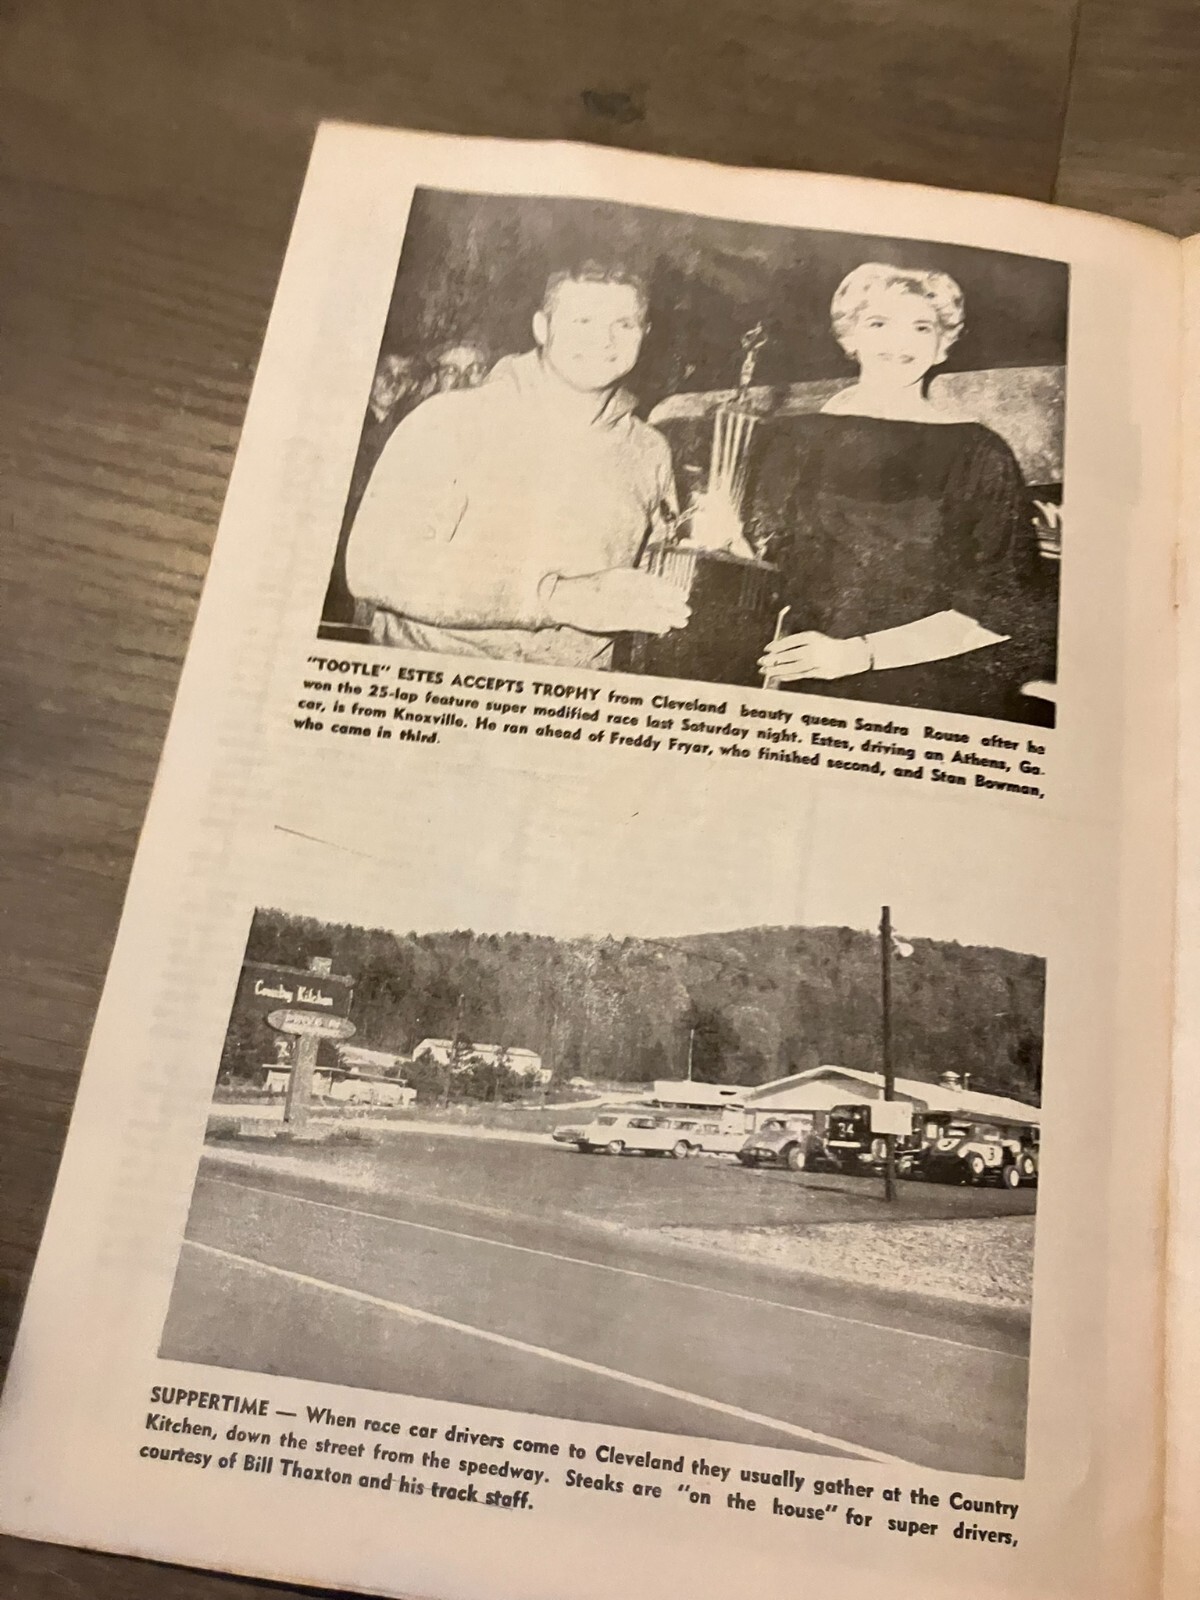 "TOOTLE" ESTES ACCEPTS TROPHY from Cleveland beauty queen Sandra Rouse after he
won the 25-lap feature super modified race last Saturday night. Estes, driving an Athens, Ga.
car, is from Knoxville. He ran ahead of Freddy Fryar, who finished second, and Stan Bowman,
who came in third.
Country Kitchen
34
3
SUPPERTIME — When race car drivers come to Cleveland they usually gather at the Country
Kitchen, down the street from the speedway. Steaks are "on the house" for super drivers,
courtesy of Bill Thaxton and his track staff.